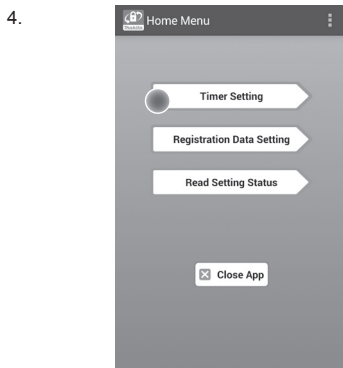 4.
Home Menu
Timer Setting
Registration Data Setting
Read Setting Status
Close App